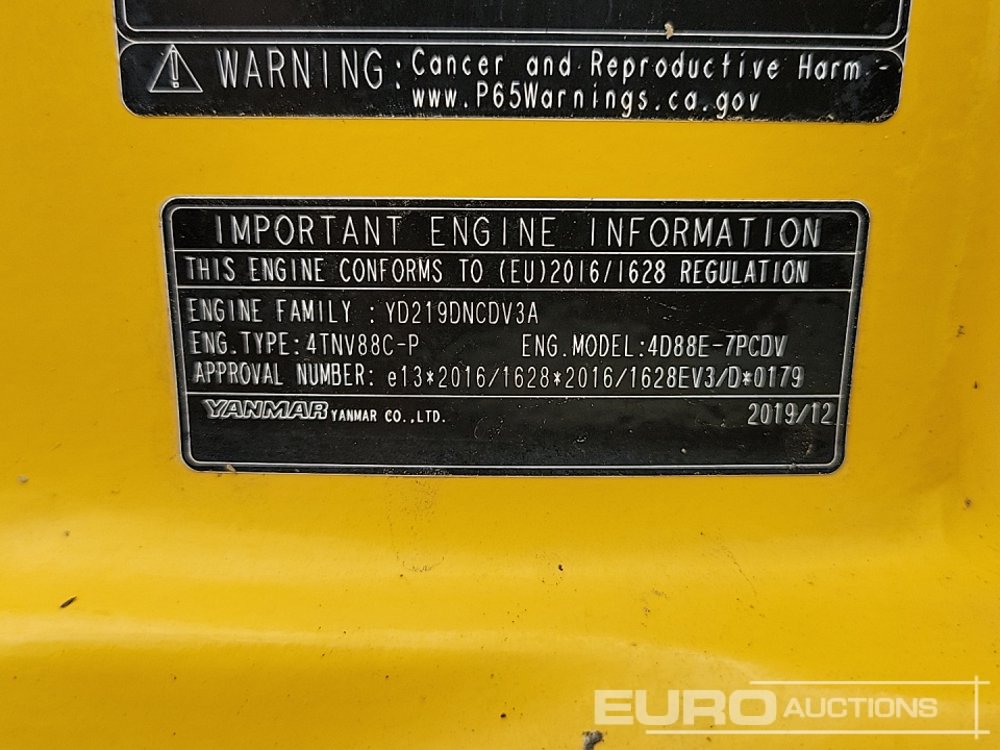 WARNING: Cancer and Reproductive Harm -
www.P65Warnings.ca.gov
IMPORTANT ENGINE INFORMATION
THIS ENGINE CONFORMS TO (EU)2016/1628 REGULATION
ENGINE FAMILY : YD219DNCDV3A
ENG.TYPE: 4TNV88C-P ENG.MODEL: 4D88E-7PCDV
APPROVAL NUMBER: e13*2016/1628*2016/1628EV3/D*0179
YANMAR YANMAR CO.,LTD. 2019/12
EURO AUCTIONS